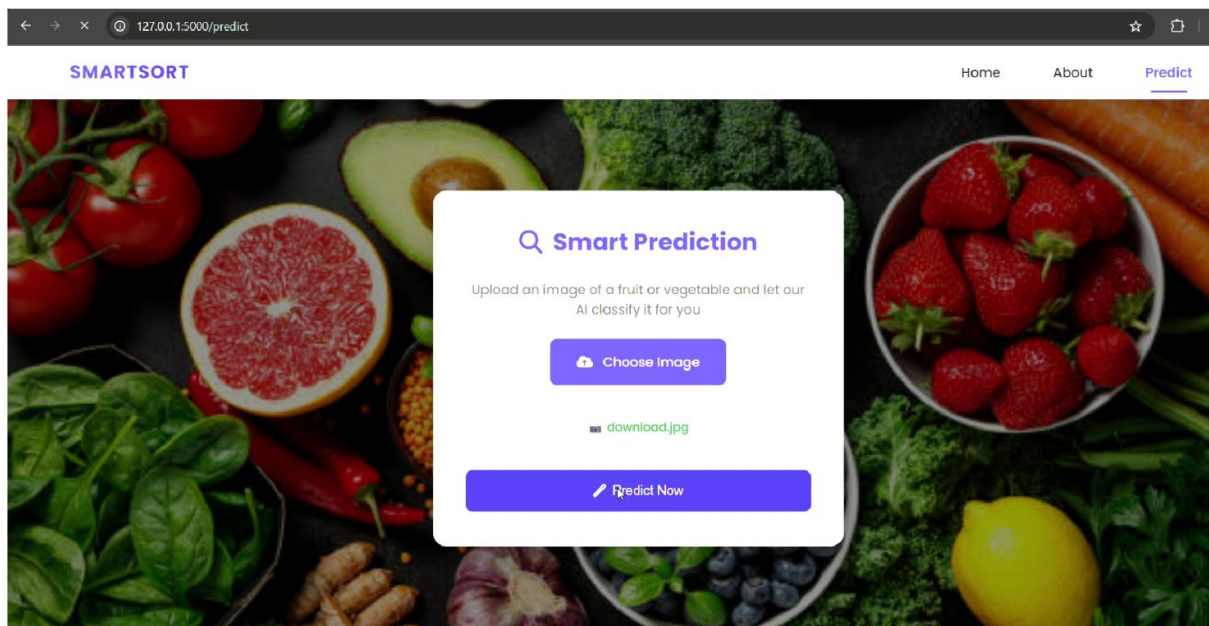 127.0.0.1:5000/predict
SMARTSORT
Home About Predict
Smart Prediction
Upload an image of a fruit or vegetable and let our
AI classify it for you
Choose Image
download.jpg
Predict Now